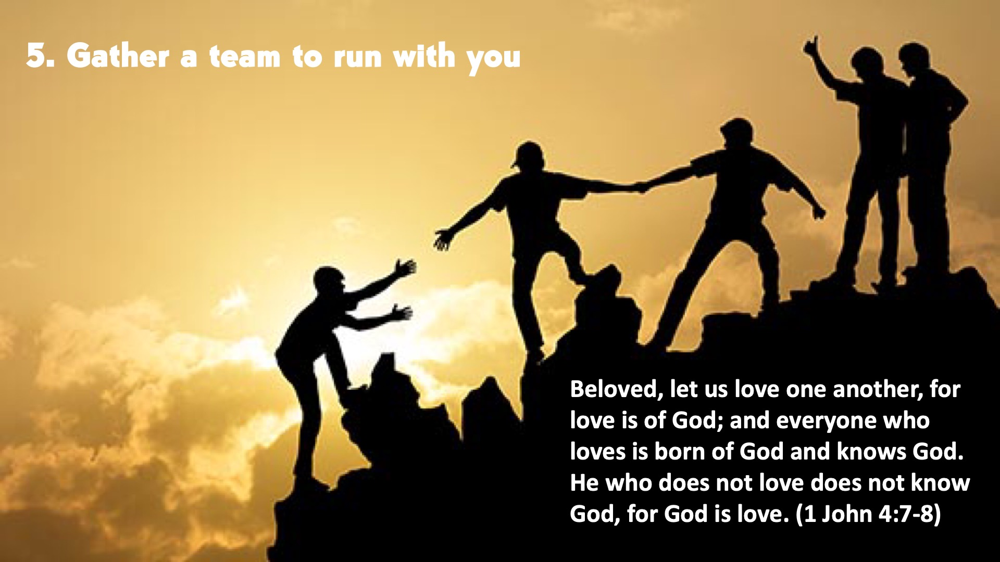 5. Gather a team to run with you
Beloved, let us love one another, for
love is of God; and everyone who
loves is born of God and knows God.
He who does not love does not know
God, for God is love. (1 John 4:7-8)